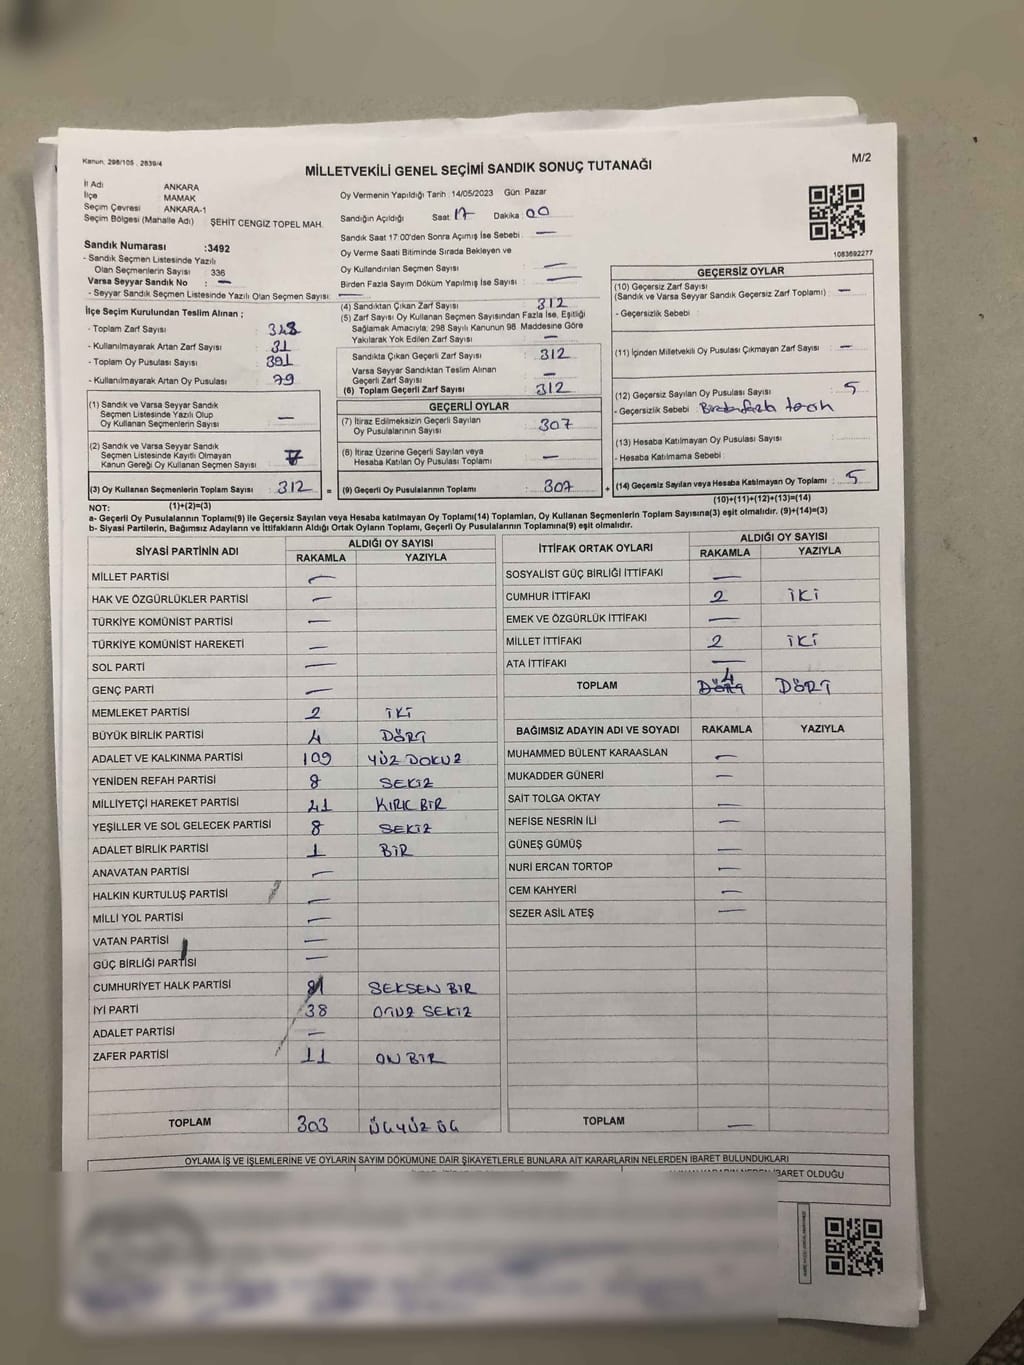 Kanun, 298/105 , 2839/4
MİLLETVEKİLİ GENEL SEÇİMİ SANDIK SONUÇ TUTANAĞI
M/2
İl Adı ANKARA
İlçe MAMAK
Seçim Çevresi ANKARA-1
Seçim Bölgesi (Mahalle Adı) ŞEHİT CENGİZ TOPEL MAH.
Sandık Numarası :3492
- Sandık Seçmen Listesinde Yazılı
Olan Seçmenlerin Sayısı : 336
Varsa Seyyar Sandık No : —
- Seyyar Sandık Seçmen Listesinde Yazılı Olan Seçmen Sayısı : —
İlçe Seçim Kurulundan Teslim Alınan ;
- Toplam Zarf Sayısı : 343
- Kullanılmayarak Artan Zarf Sayısı : 31
- Toplam Oy Pusulası Sayısı : 391
- Kullanılmayarak Artan Oy Pusulası : 79
(1) Sandık ve Varsa Seyyar Sandık
Seçmen Listesinde Yazılı Olup
Oy Kullanan Seçmenlerin Sayısı : —
(2) Sandık ve Varsa Seyyar Sandık
Seçmen Listesinde Kayıtlı Olmayan
Kanun Gereği Oy Kullanan Seçmen Sayısı :
(3) Oy Kullanan Seçmenlerin Toplam Sayısı : 312
Oy Vermenin Yapıldığı Tarih : 14/05/2023 Gün: Pazar
Sandığın Açıldığı Saat 17 Dakika : 00
Sandık Saat 17:00'den Sonra Açımış İse Sebebi : —
Oy Verme Saati Bitiminde Sırada Bekleyen ve
Oy Kullandırılan Seçmen Sayısı : —
Birden Fazla Sayım Döküm Yapılmış İse Sayısı : —
(4) Sandıktan Çıkan Zarf Sayısı : 312
(5) Zarf Sayısı Oy Kullanan Seçmen Sayısından Fazla İse, Eşitliği
Sağlamak Amacıyla; 298 Sayılı Kanunun 98. Maddesine Göre
Yakılarak Yok Edilen Zarf Sayısı : —
Sandıkta Çıkan Geçerli Zarf Sayısı : 312
Varsa Seyyar Sandıktan Teslim Alınan
Geçerli Zarf Sayısı : —
(6) Toplam Geçerli Zarf Sayısı : 312
GEÇERLİ OYLAR
(7) İtiraz Edilmeksizin Geçerli Sayılan
Oy Pusulalarının Sayısı : 307
(8) İtiraz Üzerine Geçerli Sayılan veya
Hesaba Katılan Oy Pusulası Toplamı : —
= (9) Geçerli Oy Pusulalarının Toplamı : 307
1083692277
GEÇERSİZ OYLAR
(10) Geçersiz Zarf Sayısı
(Sandık ve Varsa Seyyar Sandık Geçersiz Zarf Toplamı) : —
- Geçersizlik Sebebi :
(11) İçinden Milletvekili Oy Pusulası Çıkmayan Zarf Sayısı : —
(12) Geçersiz Sayılan Oy Pusulası Sayısı : 5
- Geçersizlik Sebebi : Birden fazla tercih
(13) Hesaba Katılmayan Oy Pusulası Sayısı :
- Hesaba Katılmama Sebebi :
+ (14) Geçersiz Sayılan veya Hesaba Katılmayan Oy Toplamı : 5
NOT: (1)+(2)=(3) (10)+(11)+(12)+(13)=(14)
a- Geçerli Oy Pusulalarının Toplamı(9) ile Geçersiz Sayılan veya Hesaba katılmayan Oy Toplamı(14) Toplamları, Oy Kullanan Seçmenlerin Toplam Sayısına(3) eşit olmalıdır. (9)+(14)=(3)
b- Siyasi Partilerin, Bağımsız Adayların ve İttifakların Aldığı Ortak Oyların Toplamı, Geçerli Oy Pusulalarının Toplamına(9) eşit olmalıdır.
SİYASİ PARTİNİN ADI ALDIĞI OY SAYISI
RAKAMLA YAZIYLA
MİLLET PARTİSİ —
HAK VE ÖZGÜRLÜKLER PARTİSİ —
TÜRKİYE KOMÜNİST PARTİSİ —
TÜRKİYE KOMÜNİST HAREKETİ —
SOL PARTİ —
GENÇ PARTİ —
MEMLEKET PARTİSİ 2 İKİ
BÜYÜK BİRLİK PARTİSİ 4 DÖRT
ADALET VE KALKINMA PARTİSİ 109 YÜZ DOKUZ
YENİDEN REFAH PARTİSİ 8 SEKİZ
MİLLİYETÇİ HAREKET PARTİSİ 41 KIRK BİR
YEŞİLLER VE SOL GELECEK PARTİSİ 8 SEKİZ
ADALET BİRLİK PARTİSİ 1 BİR
ANAVATAN PARTİSİ —
HALKIN KURTULUŞ PARTİSİ —
MİLLİ YOL PARTİSİ —
VATAN PARTİSİ —
GÜÇ BİRLİĞİ PARTİSİ —
CUMHURİYET HALK PARTİSİ 81 SEKSEN BİR
İYİ PARTİ 38 OTUZ SEKİZ
ADALET PARTİSİ —
ZAFER PARTİSİ 11 ON BİR
TOPLAM 303 ÜÇYÜZ ÜÇ
İTTİFAK ORTAK OYLARI ALDIĞI OY SAYISI
RAKAMLA YAZIYLA
SOSYALİST GÜÇ BİRLİĞİ İTTİFAKI —
CUMHUR İTTİFAKI 2 İKİ
EMEK VE ÖZGÜRLÜK İTTİFAKI —
MİLLET İTTİFAKI 2 İKİ
ATA İTTİFAKI —
TOPLAM 4 DÖRT
BAĞIMSIZ ADAYIN ADI VE SOYADI RAKAMLA YAZIYLA
MUHAMMED BÜLENT KARAASLAN —
MUKADDER GÜNERİ —
SAİT TOLGA OKTAY —
NEFİSE NESRİN İLİ —
GÜNEŞ GÜMÜŞ —
NURİ ERCAN TORTOP —
CEM KAHYERİ —
SEZER ASİL ATEŞ —
TOPLAM —
OYLAMA İŞ VE İŞLEMLERİNE VE OYLARIN SAYIM DÖKÜMÜNE DAİR ŞİKAYETLERLE BUNLARA AİT KARARLARIN NELERDEN İBARET BULUNDUKLARI
İBARET OLDUĞU